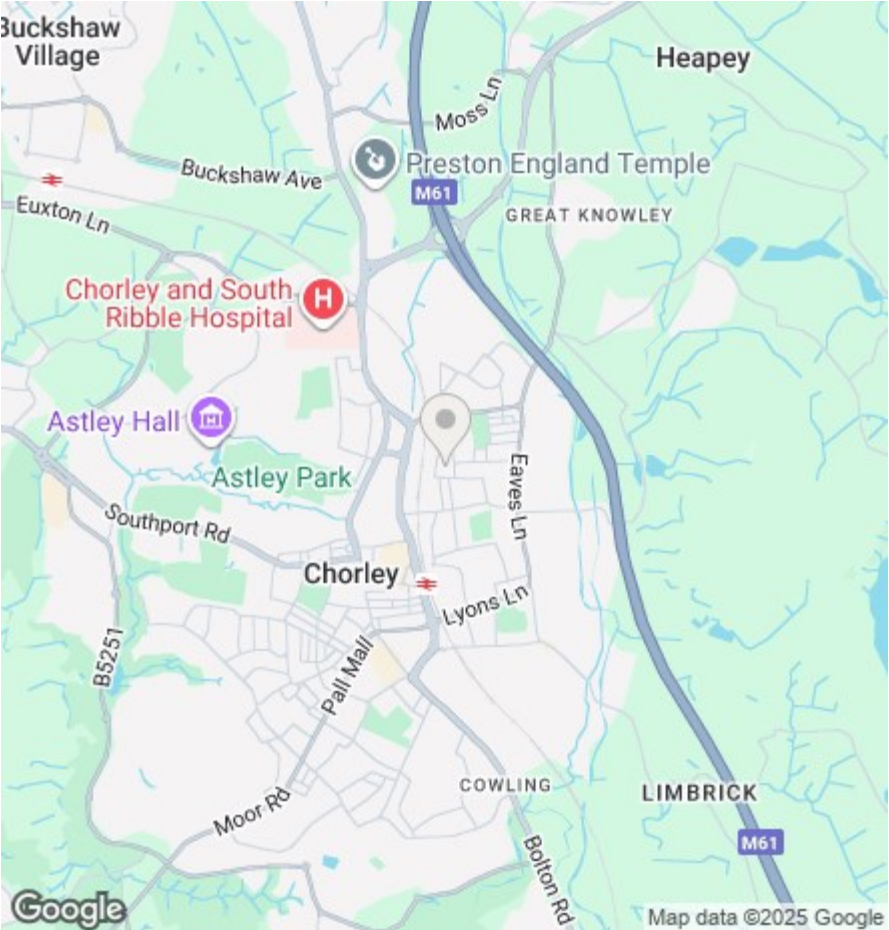 Buckshaw
Village
Heapey
Moss Ln
Buckshaw Ave
Preston England Temple
M61
Euxton Ln
GREAT KNOWLEY
Chorley and South
Ribble Hospital
H
Astley Hall
Astley Park
Eaves Ln
Southport Rd
Chorley
Lyons Ln
B5251
Pall Mall
COWLING
LIMBRICK
Moor Rd
M61
Bolton Rd
Google
Map data ©2025 Google